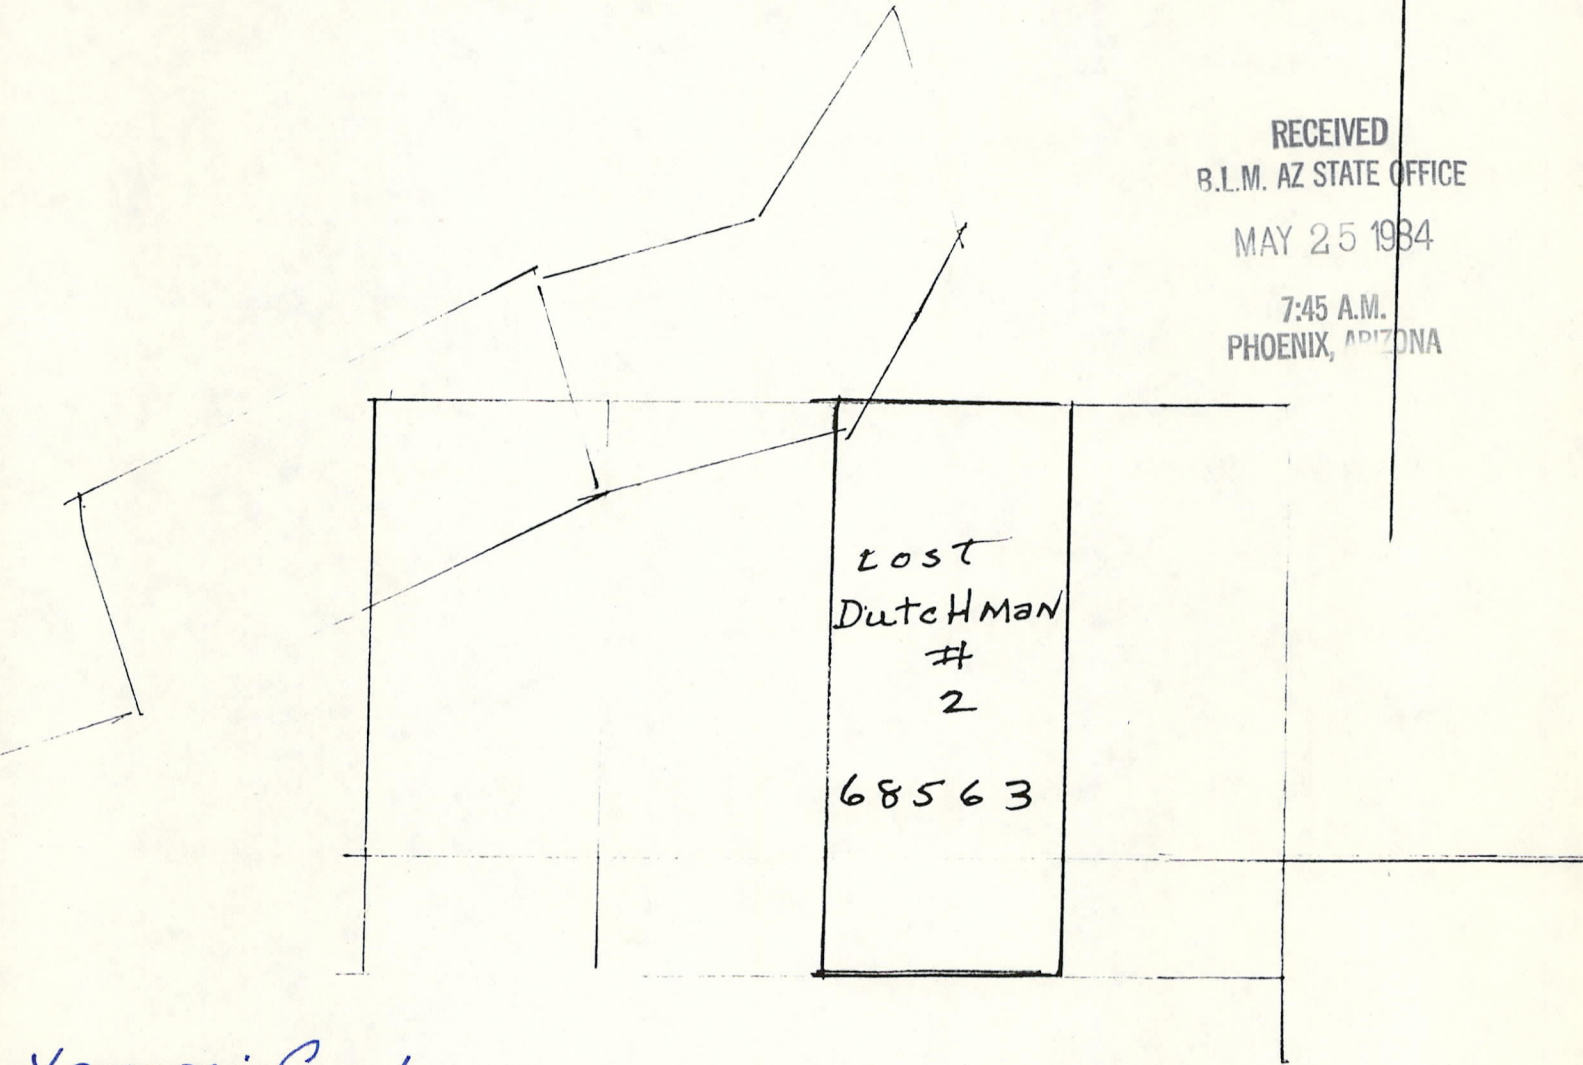 RECEIVED
B.L.M. AZ STATE OFFICE
MAY 25 1984
7:45 A.M.
PHOENIX, ARIZONA
LOST
DutcHMaN
#
2
68563